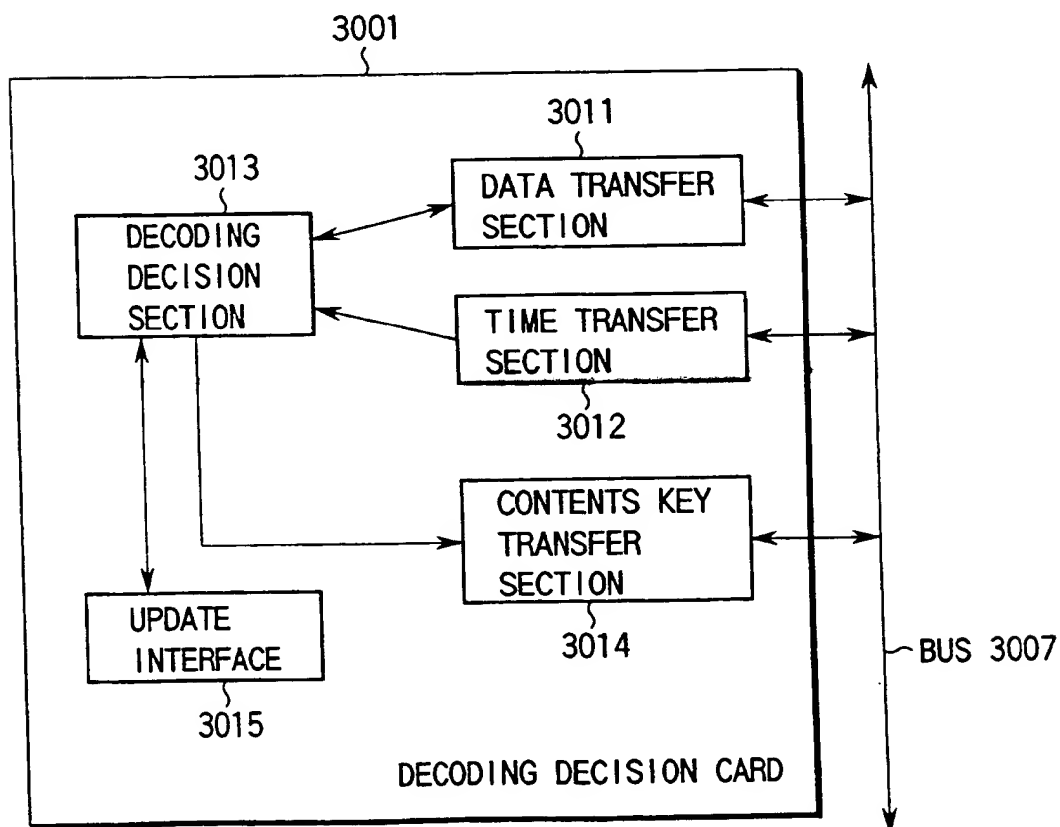 3001
3011
DATA TRANSFER
SECTION
3013
DECODING
DECISION
SECTION
TIME TRANSFER
SECTION
3012
CONTENTS KEY
TRANSFER
SECTION
3014
UPDATE
INTERFACE
3015
BUS 3007
DECODING DECISION CARD